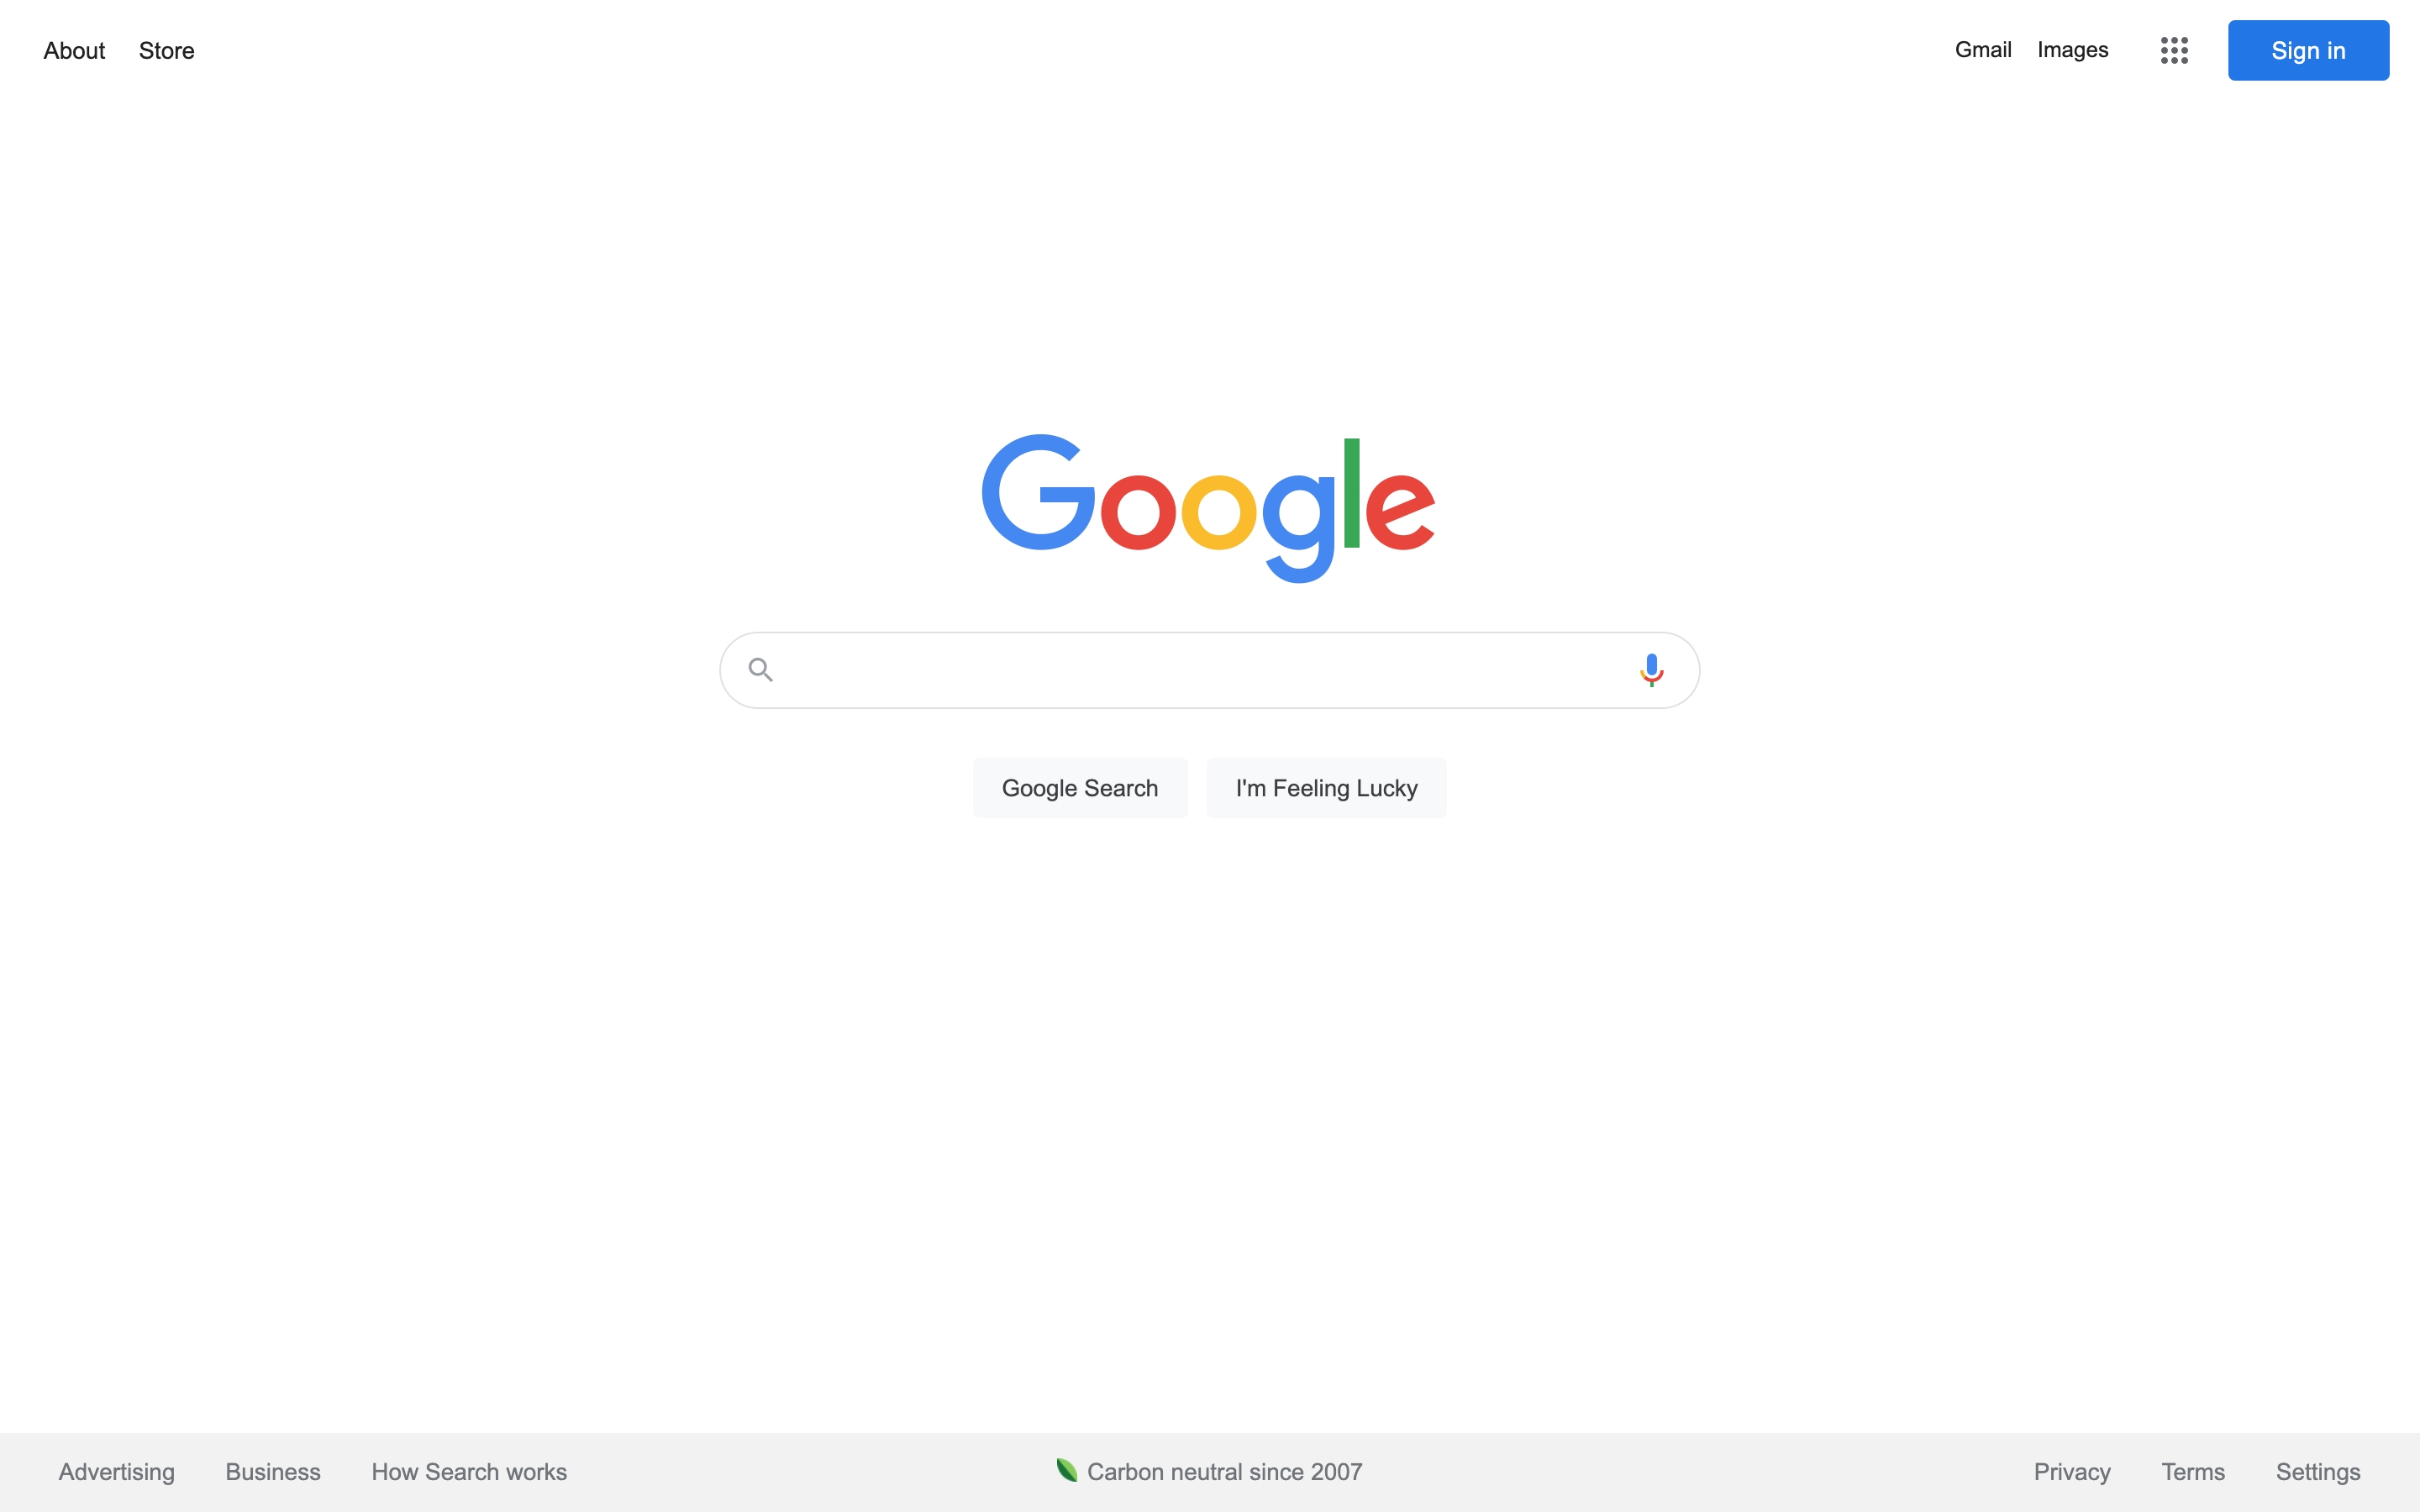 About Store Gmail Images Sign in
Google
Google Search I'm Feeling Lucky
Advertising Business How Search works Carbon neutral since 2007 Privacy Terms Settings